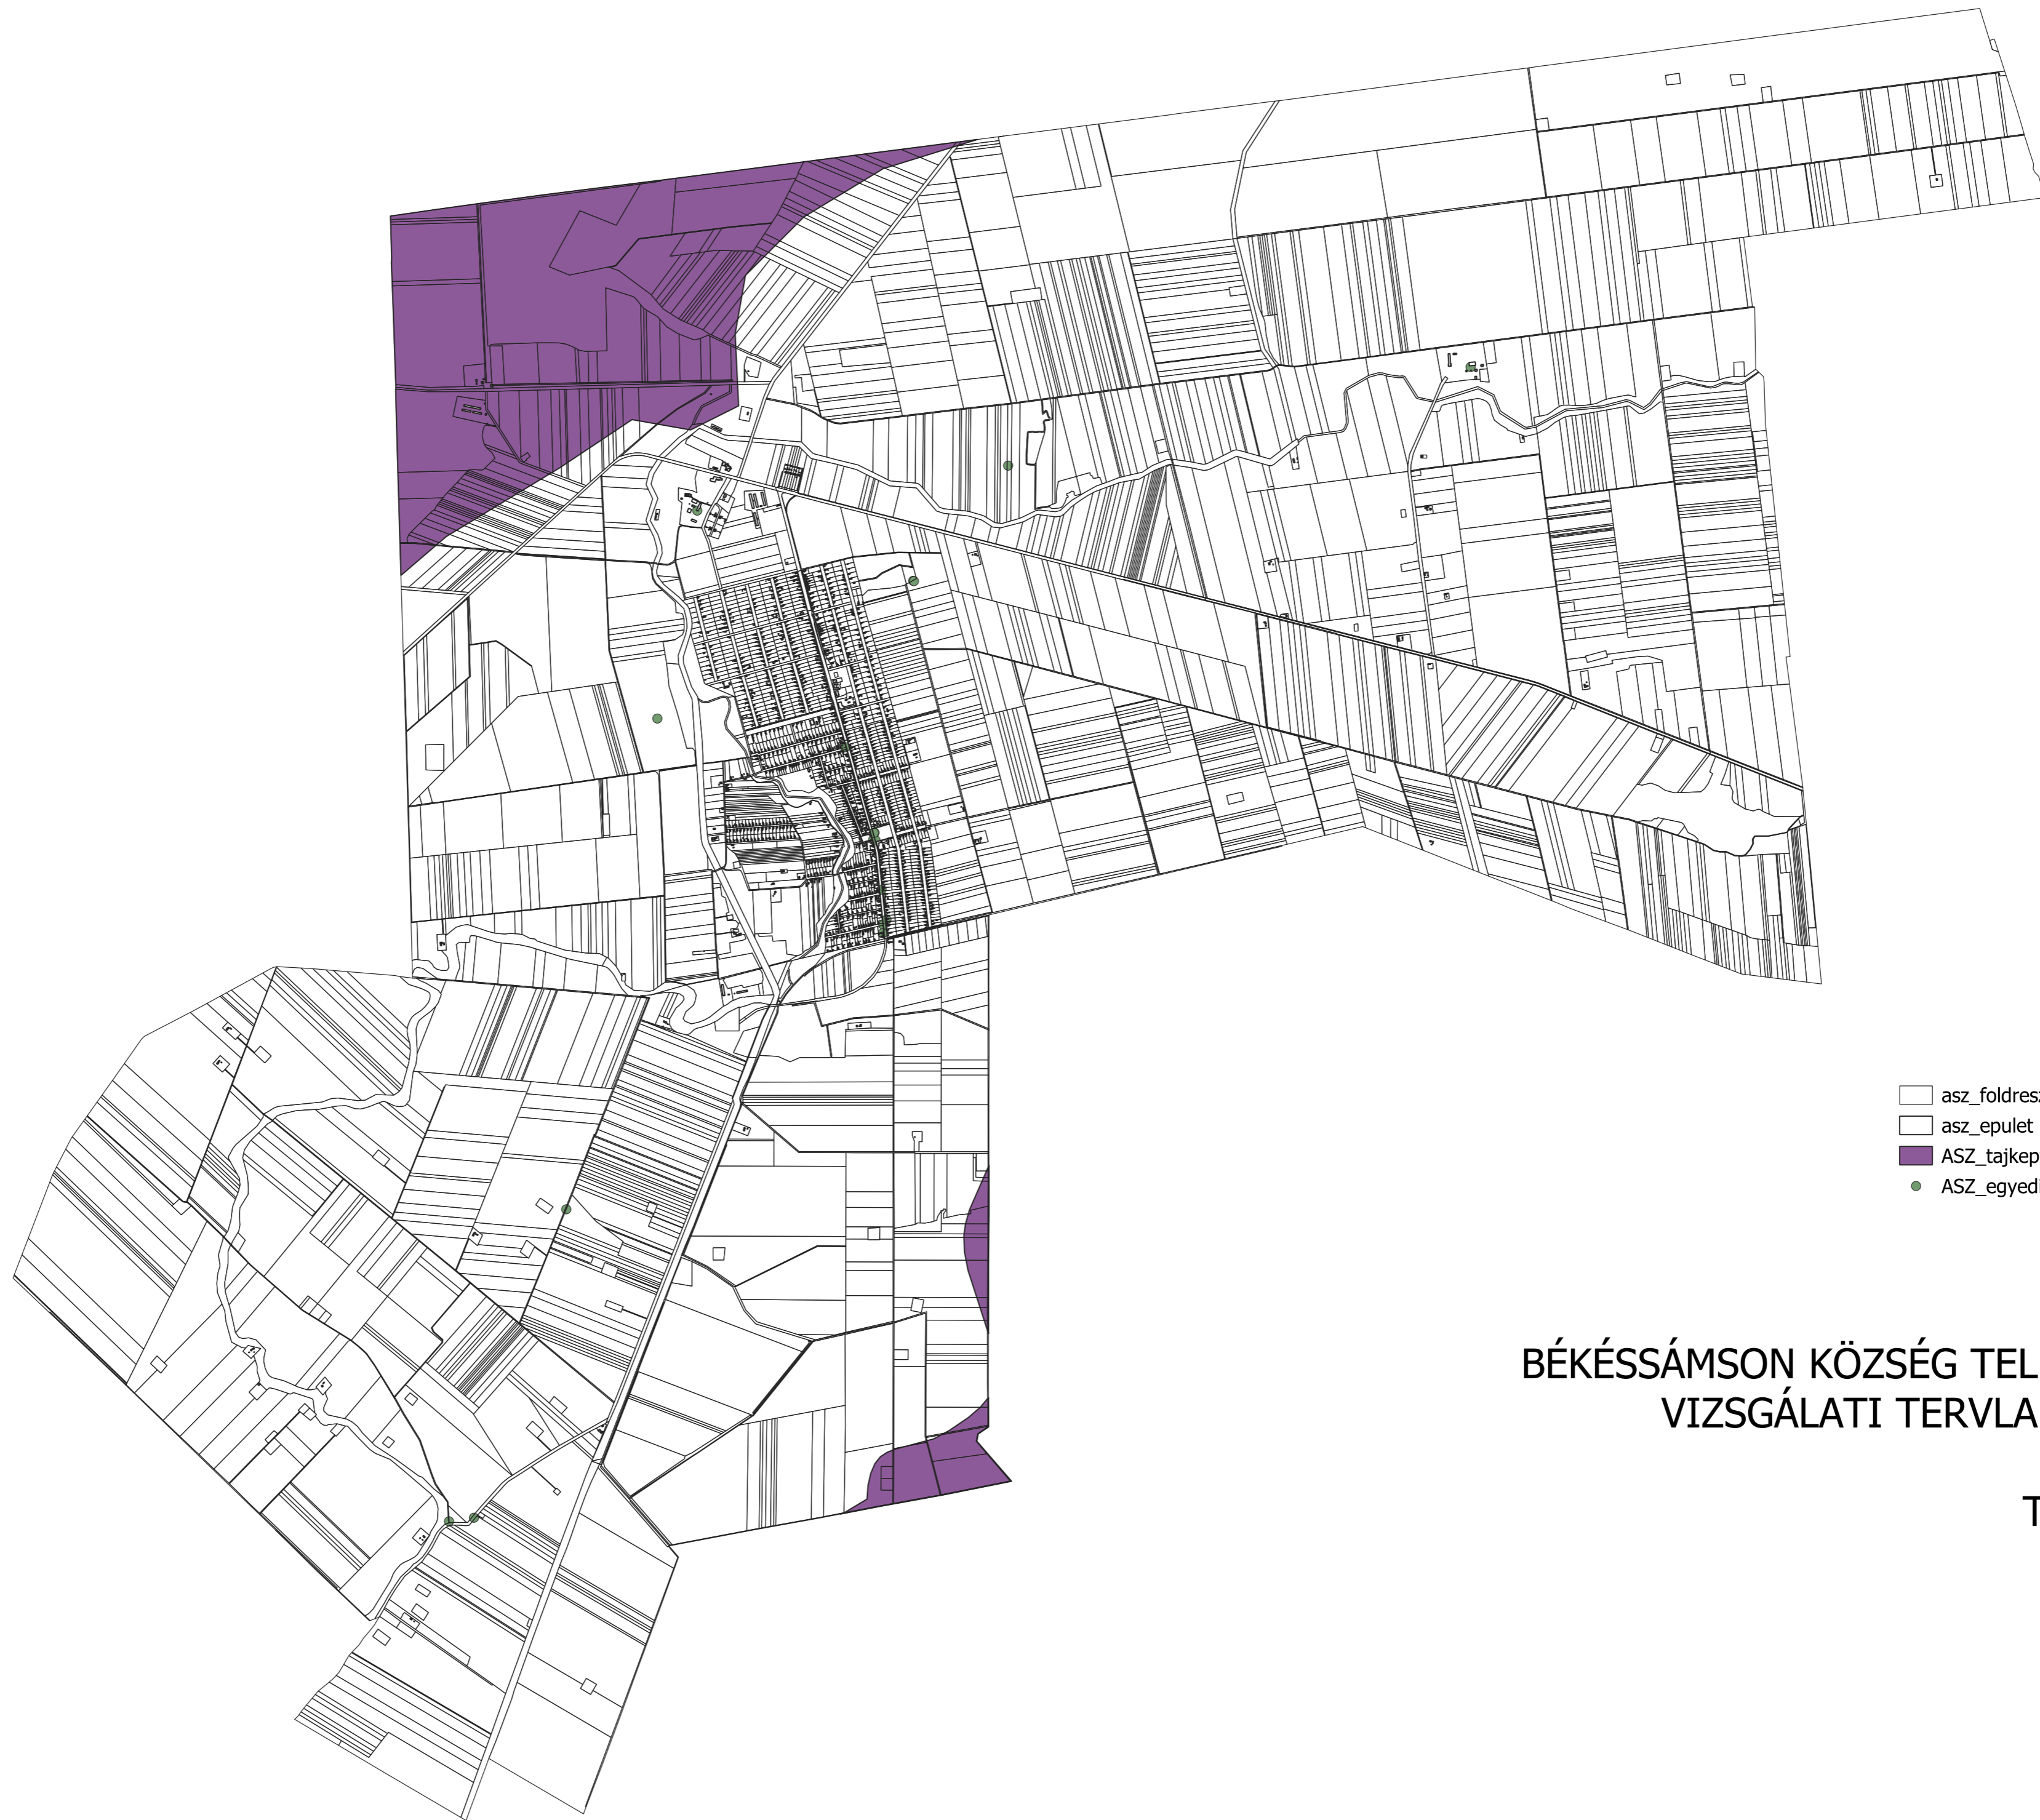 asz_foldresz
asz_epulet
ASZ_tajkep
ASZ_egyedi
BÉKÉSSÁMSON KÖZSÉG TEL
VIZSGÁLATI TERVLA
T